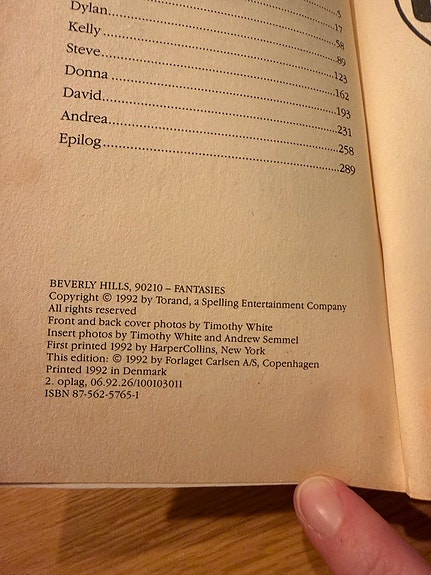 5
17
58
Dylan 89
Kelly 123
Steve 162
Donna 193
David 231
Andrea 258
Epilog 289
BEVERLY HILLS, 90210 – FANTASIES
Copyright © 1992 by Torand, a Spelling Entertainment Company
All rights reserved
Front and back cover photos by Timothy White
Insert photos by Timothy White and Andrew Semmel
First printed 1992 by HarperCollins, New York
This edition: © 1992 by Forlaget Carlsen A/S, Copenhagen
Printed 1992 in Denmark
2. oplag, 06.92.26/100103011
ISBN 87-562-5765-1